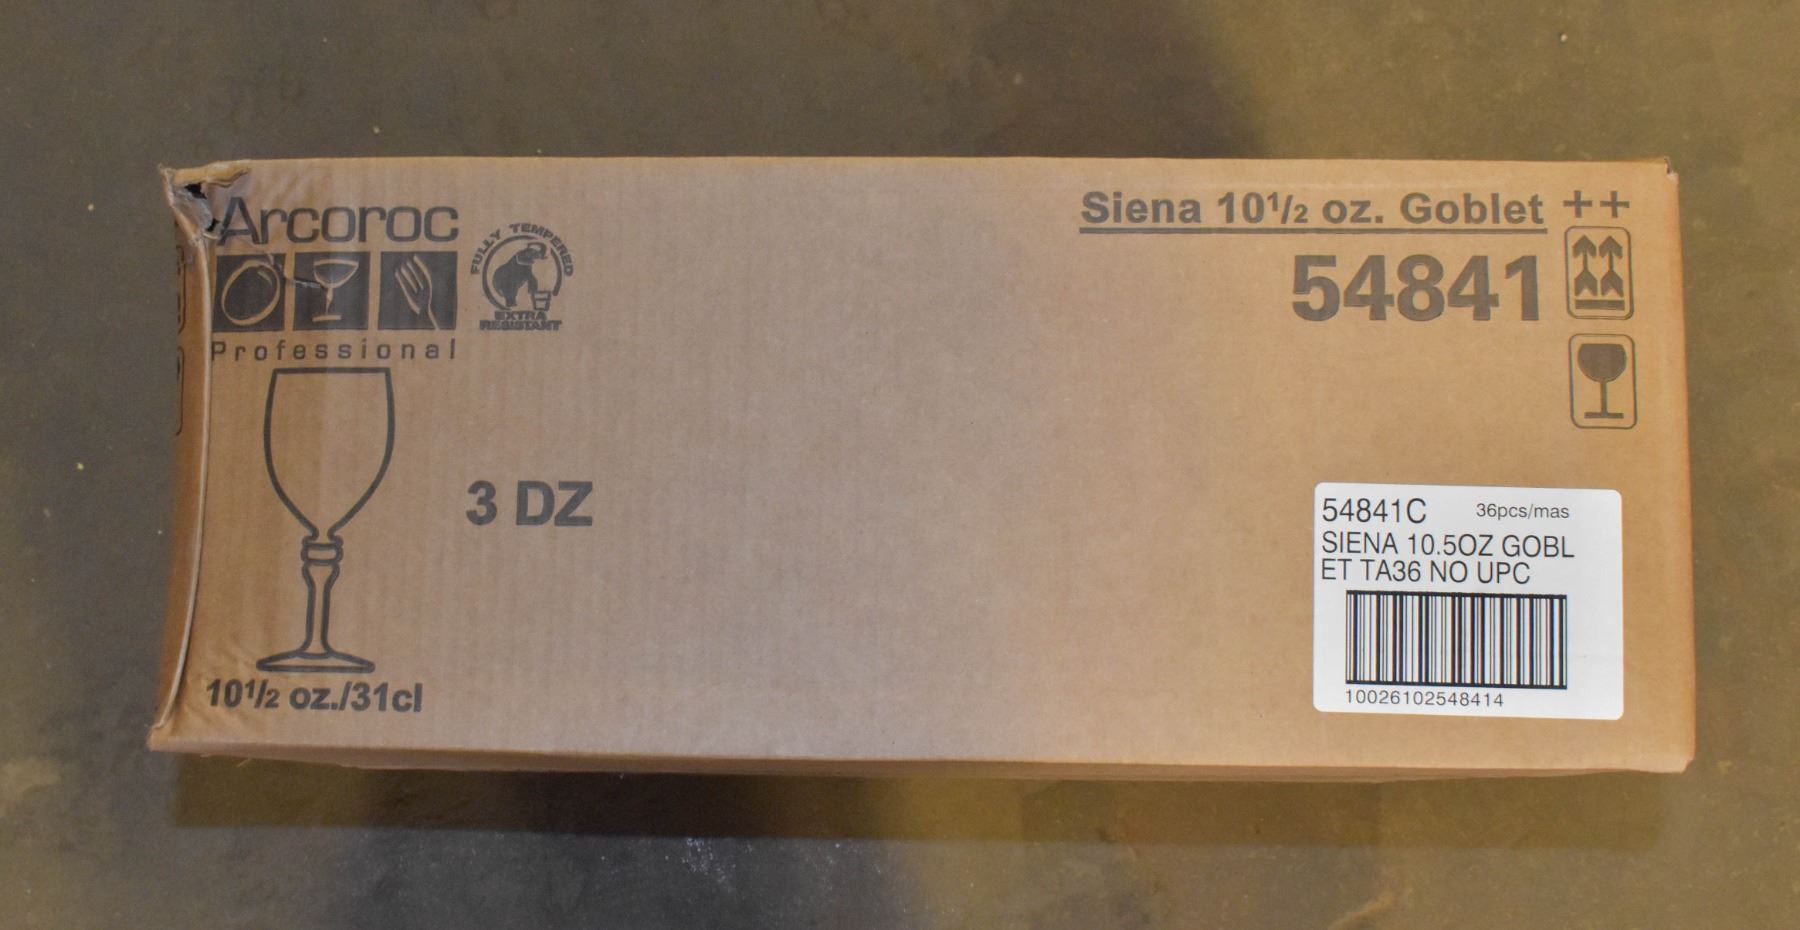 Arcoroc
Professional
FULLY TEMPERED
EXTRA
RESISTANT
Siena 10½ oz. Goblet ++
54841
3 DZ
10½ oz./31cl
54841C 36pcs/mas
SIENA 10.5OZ GOBL
ET TA36 NO UPC
10026102548414